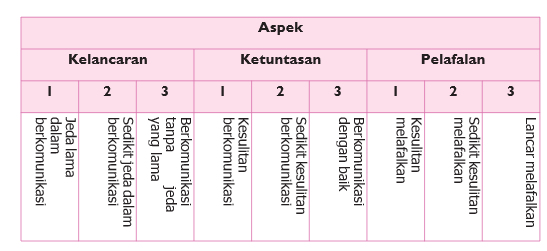 Aspek
Kelancaran Ketuntasan Pelafalan
1 2 3 1 2 3 1 2 3
Jeda lama
dalam
berkomunikasi
Sedikit jeda dalam
berkomunikasi
Berkomunikasi
tanpa jeda
yang lama
Kesulitan
berkomunikasi
Sedikit kesulitan
berkomunikasi
Berkomunikasi
dengan baik
Kesulitan
melafalkan
Sedikit kesulitan
melafalkan
Lancar melafalkan